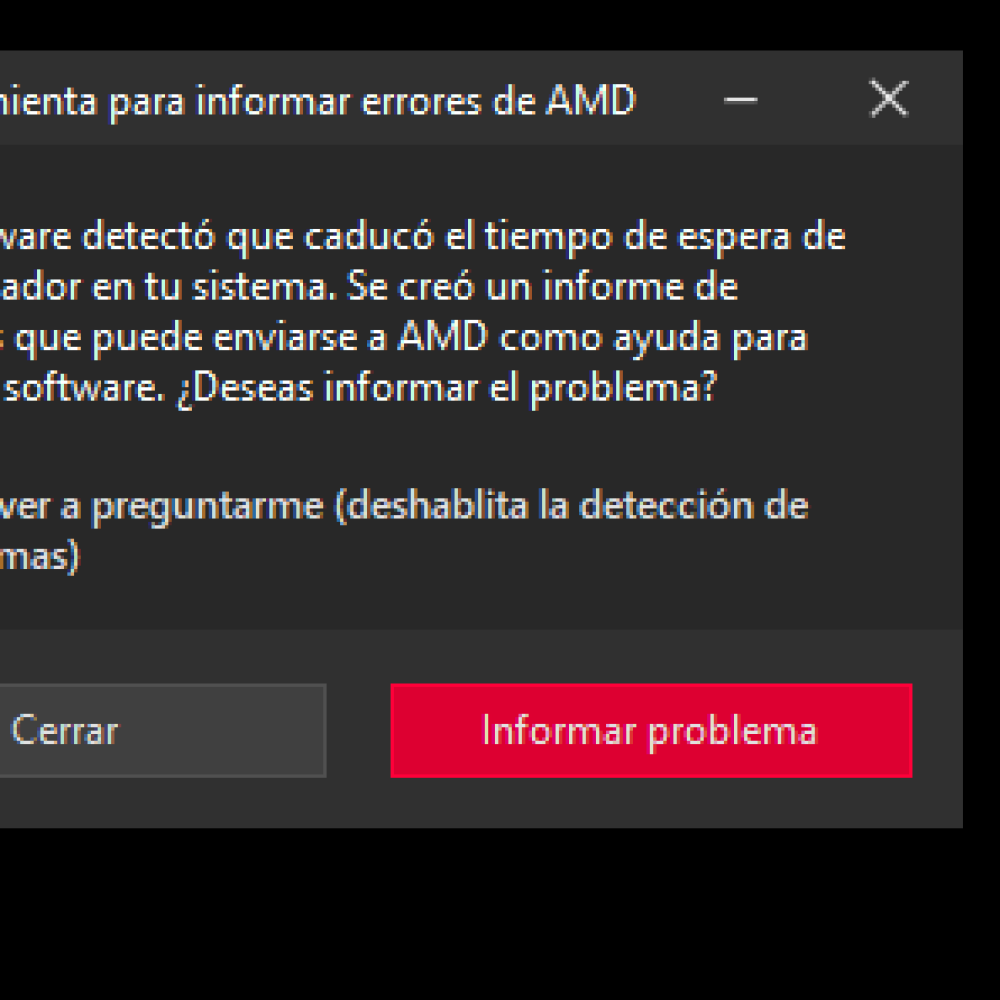 mienta para informar errores de AMD
ware detectó que caducó el tiempo de espera de
ador en tu sistema. Se creó un informe de
s que puede enviarse a AMD como ayuda para
software. ¿Deseas informar el problema?
ver a preguntarme (deshablita la detección de
mas)
Cerrar
Informar problema